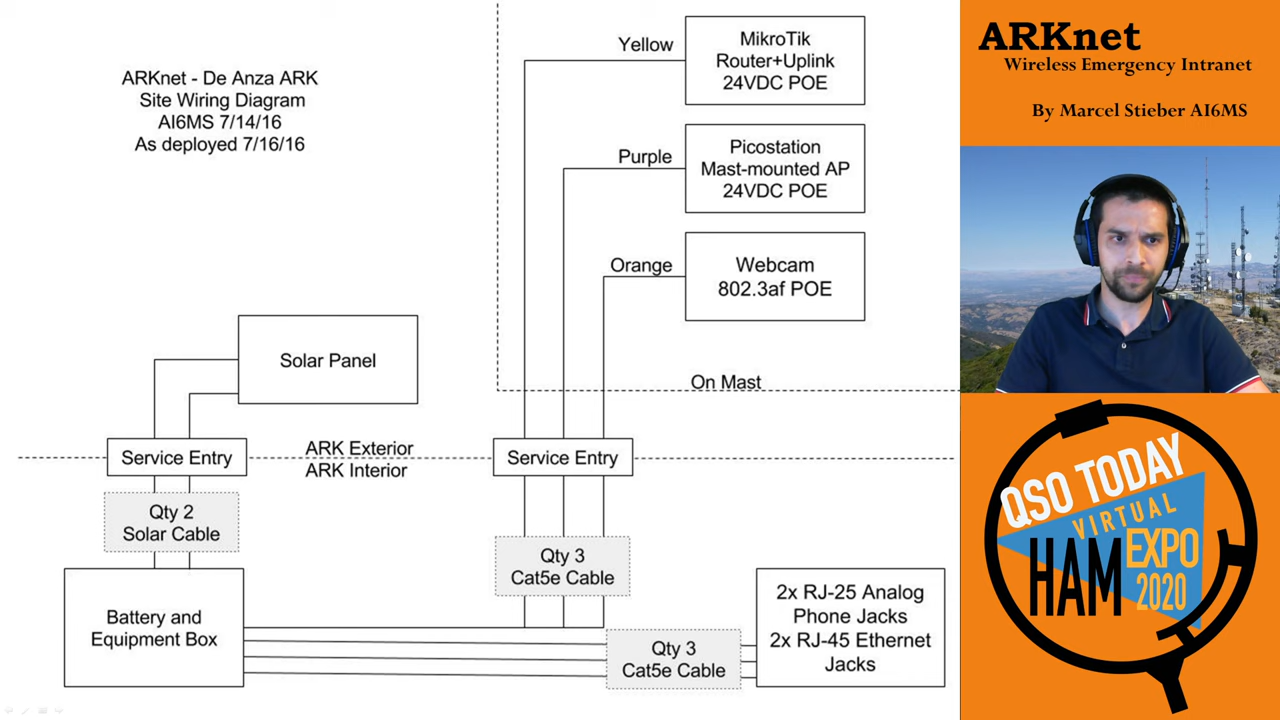 ARKnet - De Anza ARK
Site Wiring Diagram
AI6MS 7/14/16
As deployed 7/16/16
Yellow
MikroTik
Router+Uplink
24VDC POE
Purple
Picostation
Mast-mounted AP
24VDC POE
Orange
Webcam
802.3af POE
On Mast
Solar Panel
Service Entry
ARK Exterior
ARK Interior
Service Entry
Qty 2
Solar Cable
Qty 3
Cat5e Cable
Battery and
Equipment Box
Qty 3
Cat5e Cable
2x RJ-25 Analog
Phone Jacks
2x RJ-45 Ethernet
Jacks
ARKnet
Wireless Emergency Intranet
By Marcel Stieber AI6MS
QSO TODAY
VIRTUAL
HAM EXPO
2020